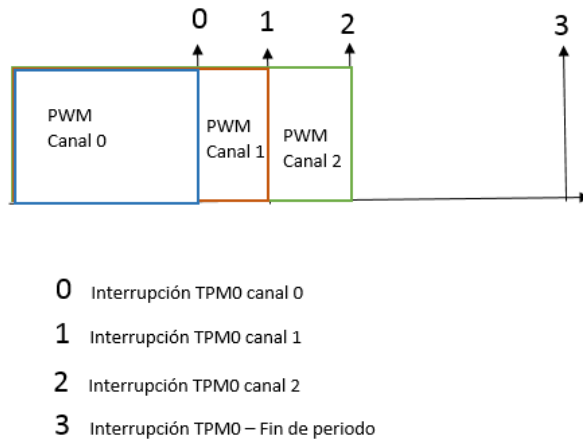 0
1
2
3
PWM
Canal 0
PWM
Canal 1
PWM
Canal 2
0 Interrupción TPM0 canal 0
1 Interrupción TPM0 canal 1
2 Interrupción TPM0 canal 2
3 Interrupción TPM0 – Fin de periodo